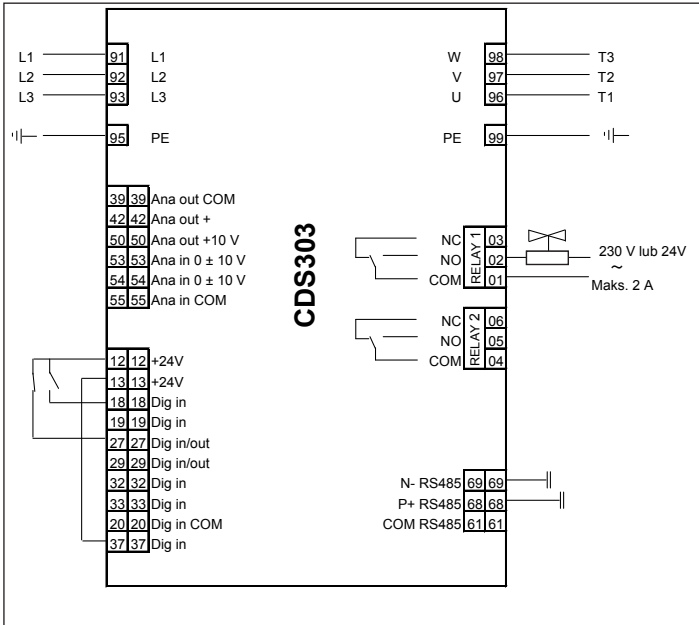 L1 91 L1
L2 92 L2
L3 93 L3
95 PE
W 98 T3
V 97 T2
U 96 T1
PE 99
39 39 Ana out COM
42 42 Ana out +
50 50 Ana out +10 V
53 53 Ana in 0 ± 10 V
54 54 Ana in 0 ± 10 V
55 55 Ana in COM
CDS303
NC 03
NO 02
COM 01
RELAY 1
230 V lub 24V
~
Maks. 2 A
NC 06
NO 05
COM 04
RELAY 2
12 12 +24V
13 13 +24V
18 18 Dig in
19 19 Dig in
27 27 Dig in/out
29 29 Dig in/out
32 32 Dig in
33 33 Dig in
20 20 Dig in COM
37 37 Dig in
N- RS485 69 69
P+ RS485 68 68
COM RS485 61 61